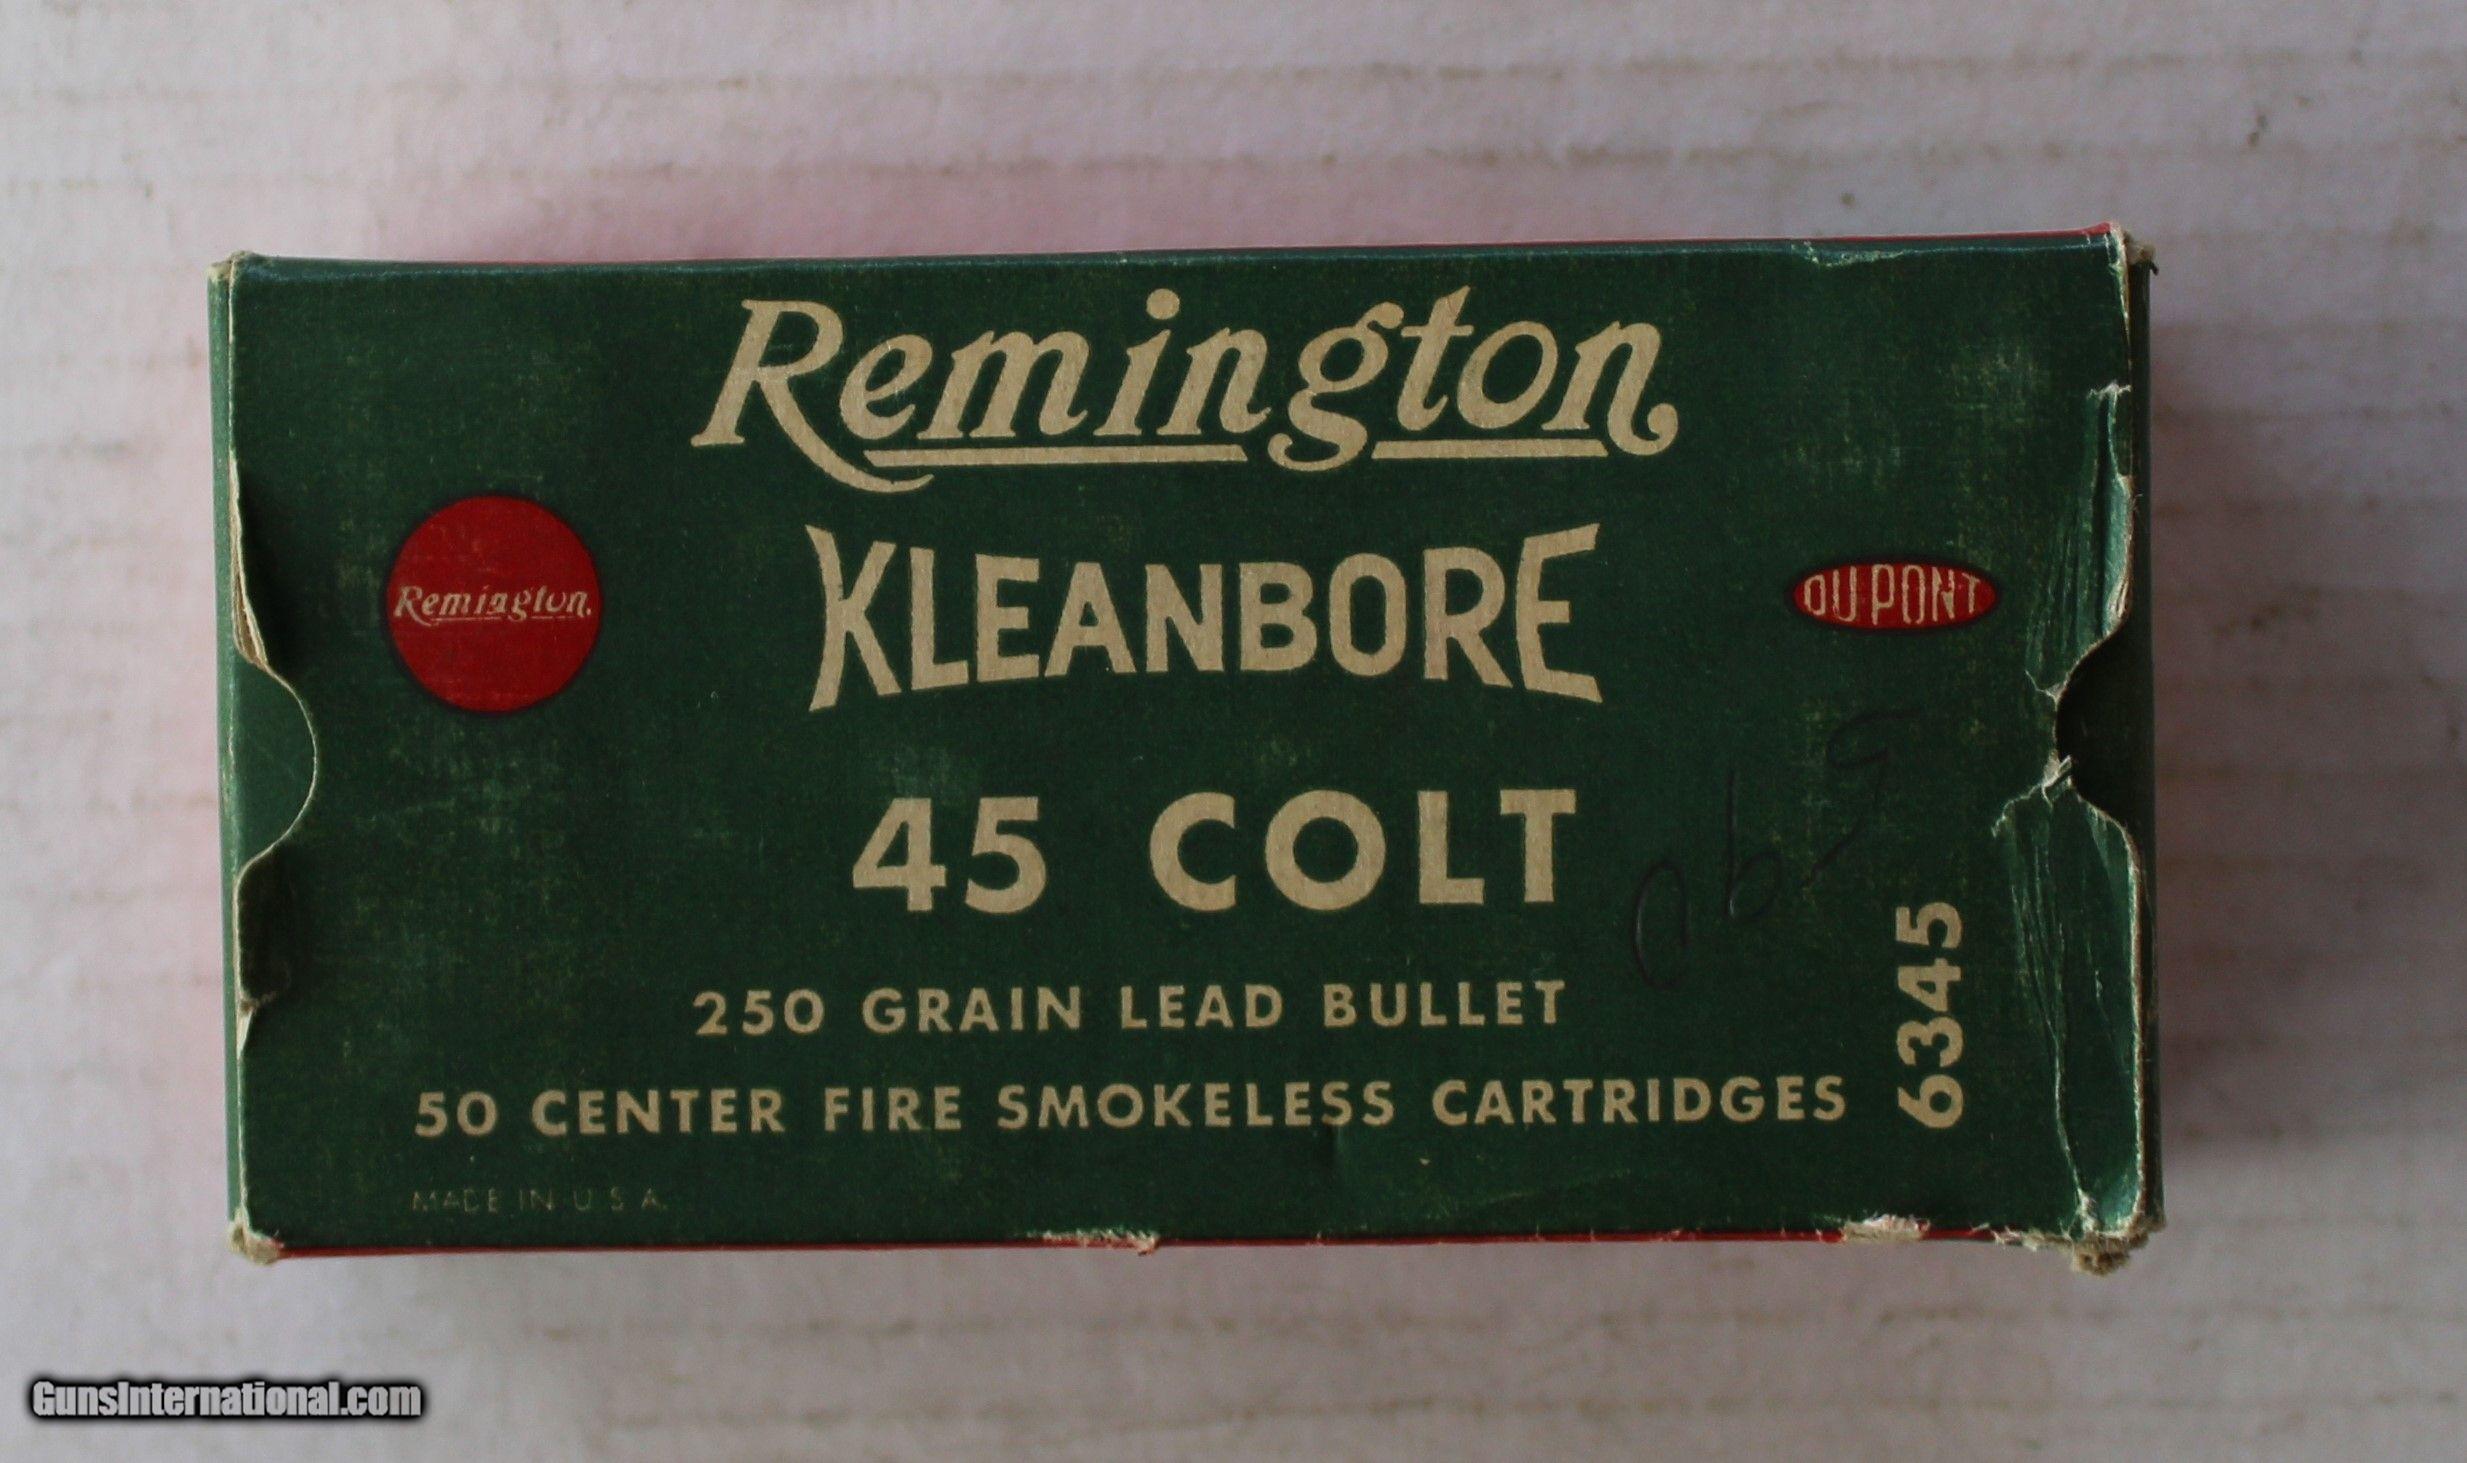 Remington
KLEANBORE
Remington.
DU PONT
45 COLT
250 GRAIN LEAD BULLET
50 CENTER FIRE SMOKELESS CARTRIDGES
6345
MADE IN U.S.A.
GunsInternational.com